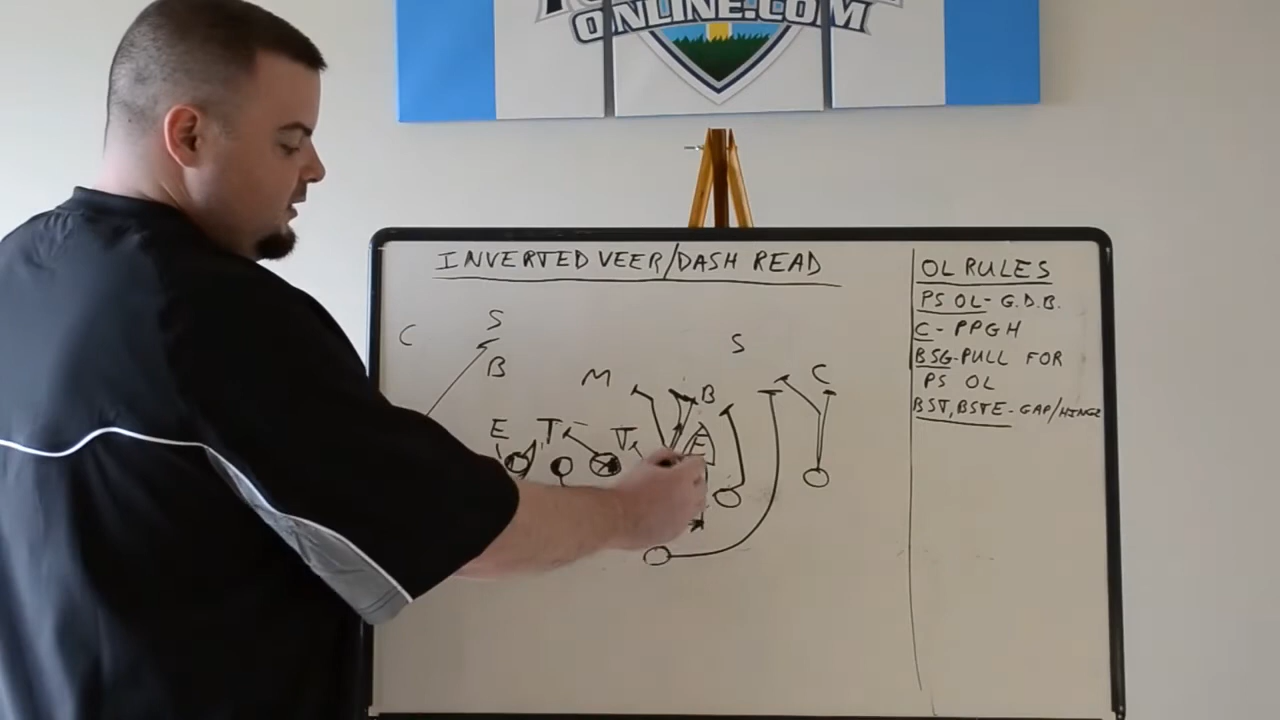 ONLINE.COM
INVERTED VEER/DASH READ
OL RULES
PS OL - G.D.B.
C - PPGH
BSG-PULL FOR
PS OL
BST, BSTE - GAP/HINGE
S
C
S
B
M
B
C
E
T
T
E